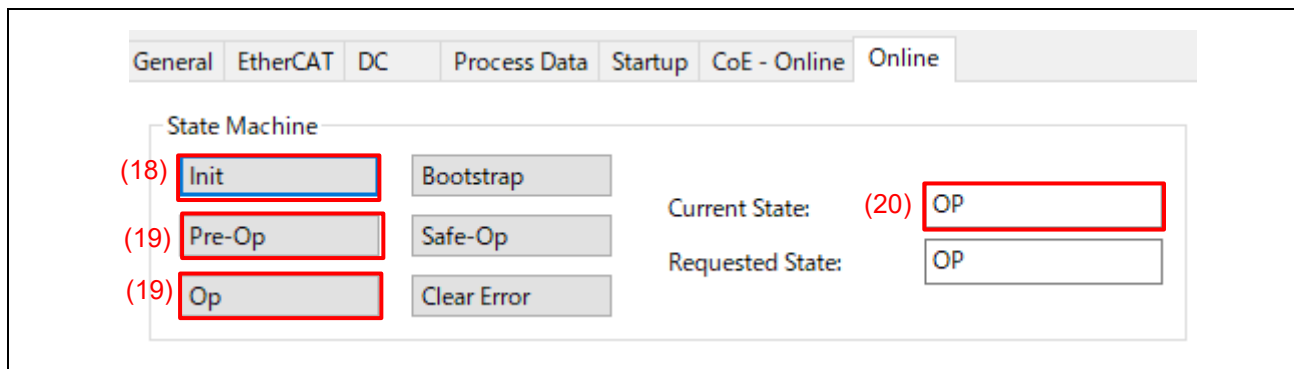 General EtherCAT DC Process Data Startup CoE - Online Online
State Machine
(18) Init Bootstrap
Current State: (20) OP
(19) Pre-Op Safe-Op
Requested State: OP
(19) Op Clear Error